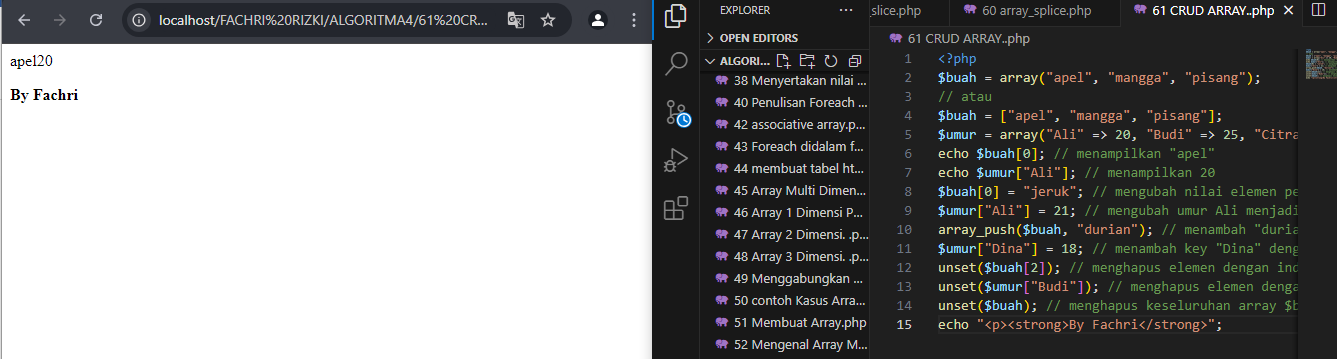 localhost/FACHRI%20RIZKI/ALGORITMA4/61%20CR...
apel20
By Fachri
EXPLORER
OPEN EDITORS
ALGORI...
38 Menyertakan nilai ...
40 Penulisan Foreach ...
42 associative array.p...
43 Foreach didalam f...
44 membuat tabel ht...
45 Array Multi Dimen...
46 Array 1 Dimensi P...
47 Array 2 Dimensi. .p...
48 Array 3 Dimensi. .p...
49 Menggabungkan ...
50 contoh Kasus Arra...
51 Membuat Array.php
52 Mengenal Array M...
_slice.php
60 array_splice.php
61 CRUD ARRAY..php
61 CRUD ARRAY..php
1 <?php
2 $buah = array("apel", "mangga", "pisang");
3 // atau
4 $buah = ["apel", "mangga", "pisang"];
5 $umur = array("Ali" => 20, "Budi" => 25, "Citra
6 echo $buah[0]; // menampilkan "apel"
7 echo $umur["Ali"]; // menampilkan 20
8 $buah[0] = "jeruk"; // mengubah nilai elemen pe
9 $umur["Ali"] = 21; // mengubah umur Ali menjadi
10 array_push($buah, "durian"); // menambah "duria
11 $umur["Dina"] = 18; // menambah key "Dina" deng
12 unset($buah[2]); // menghapus elemen dengan ind
13 unset($umur["Budi"]); // menghapus elemen denga
14 unset($buah); // menghapus keseluruhan array $b
15 echo "<p><strong>By Fachri</strong>";